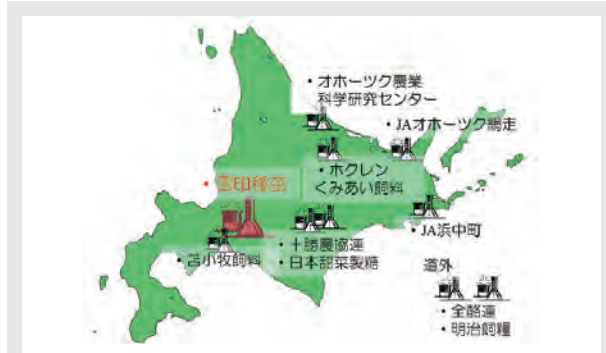 ・オホーツク農業
科学研究センター
・JAオホーツク網走
・ホクレン
くみあい飼料
・雪印種苗
・JA浜中町
・十勝農協連
・日本甜菜製糖
・苫小牧飼料
道外
・全酪連
・明治飼糧